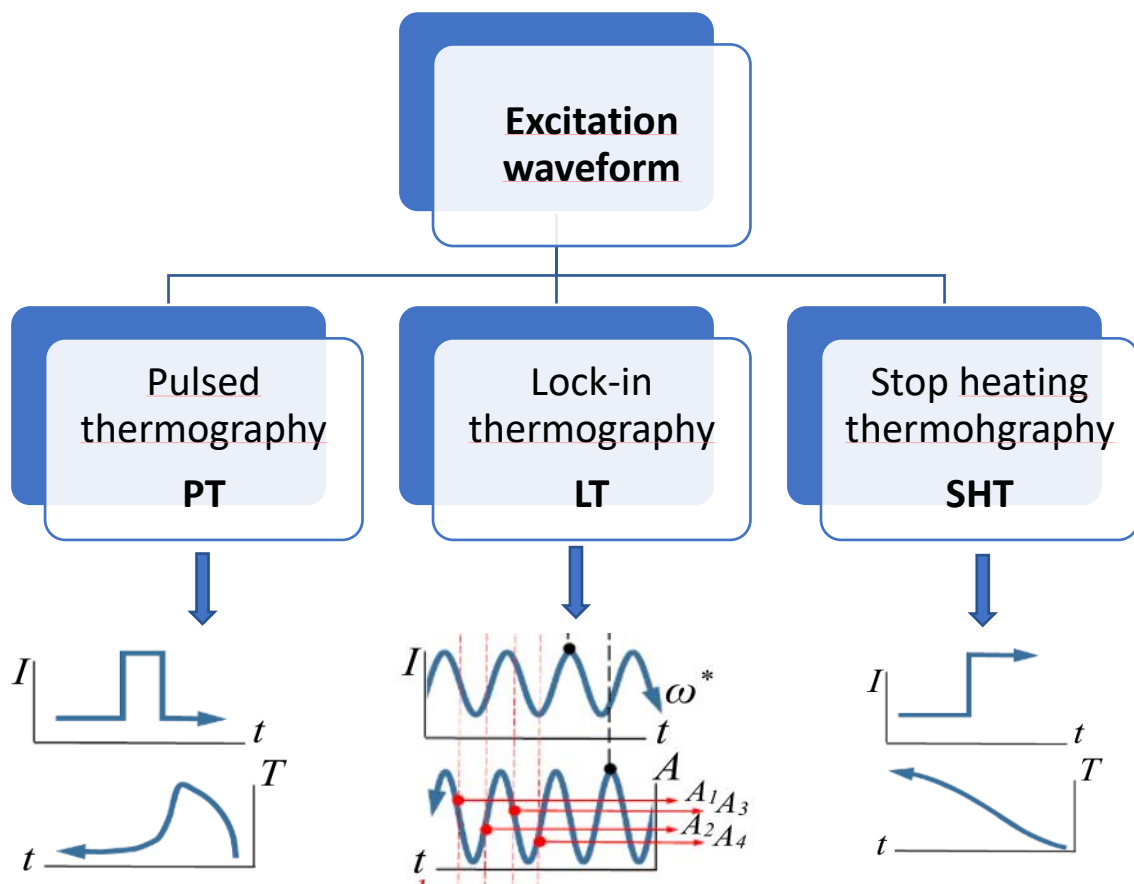 Excitation
waveform
Pulsed
thermography
PT
Lock-in
thermography
LT
Stop heating
thermohgraphy
SHT
I
t
T
t
I
ω*
t
A
A1A3
A2A4
t
I
t
T
t